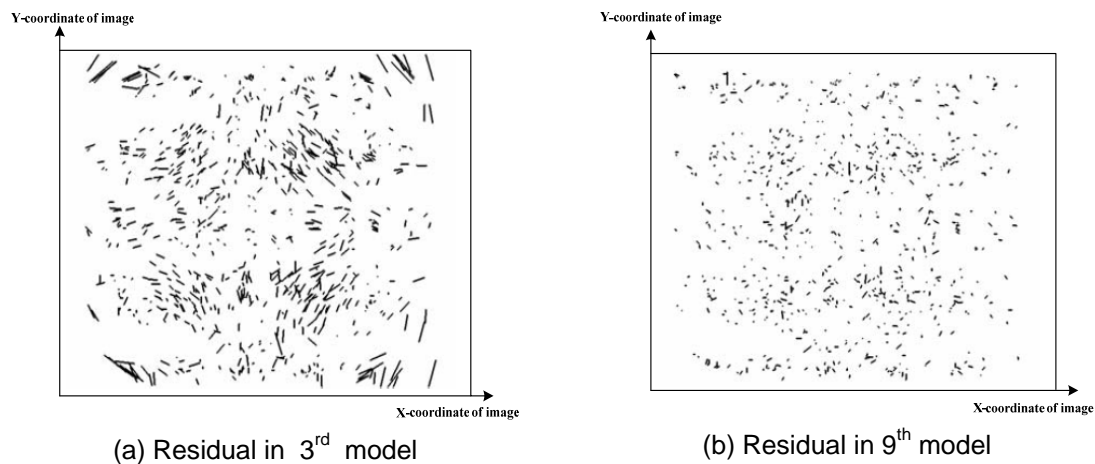 Y-coordinate of image
X-coordinate of image
(a) Residual in 3rd model
Y-coordinate of image
1
X-coordinate of image
(b) Residual in 9th model